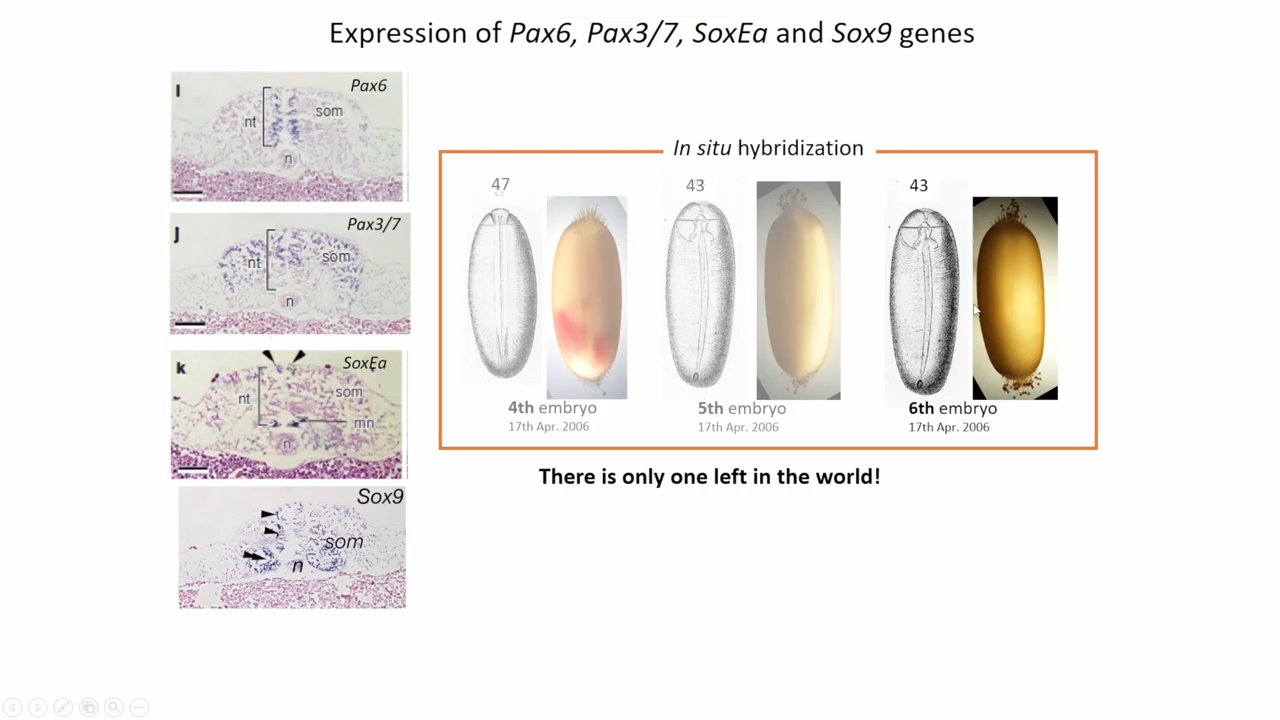 Expression of Pax6, Pax3/7, SoxEa and Sox9 genes
i
Pax6
nt
som
n
j
Pax3/7
nt
som
n
k
SoxEa
nt
som
mn
n
Sox9
som
n
In situ hybridization
47
43
43
4th embryo
17th Apr. 2006
5th embryo
17th Apr. 2006
6th embryo
17th Apr. 2006
There is only one left in the world!